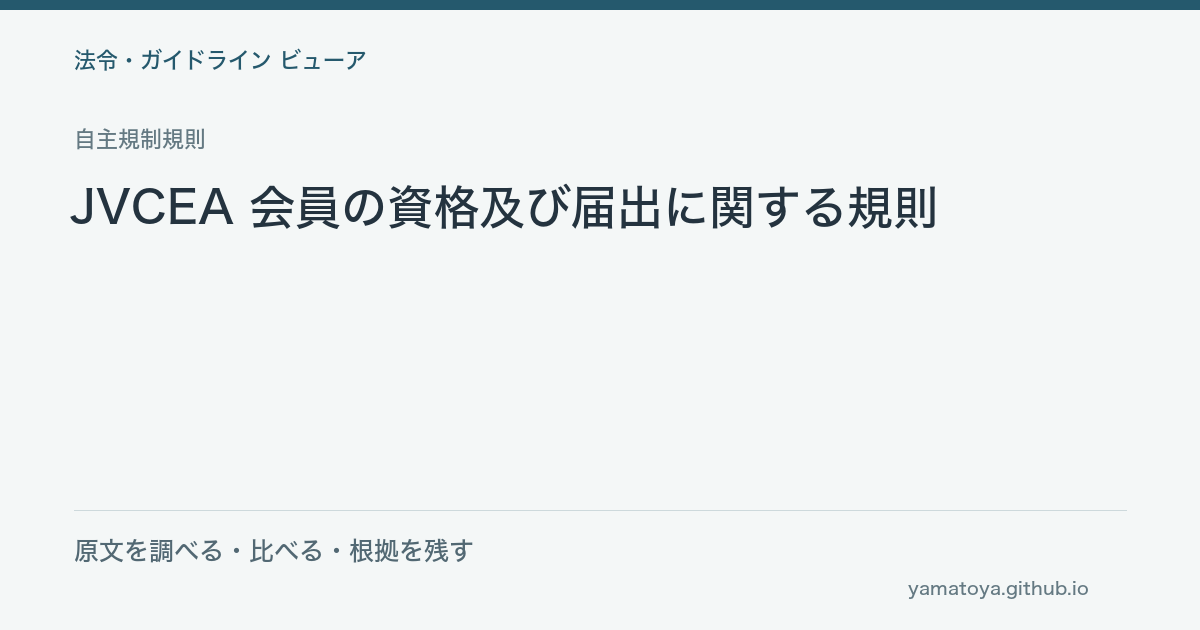 法令・ガイドライン ビューア
自主規制規則
JVCEA 会員の資格及び届出に関する規則
原文を調べる・比べる・根拠を残す
yamatoya.github.io